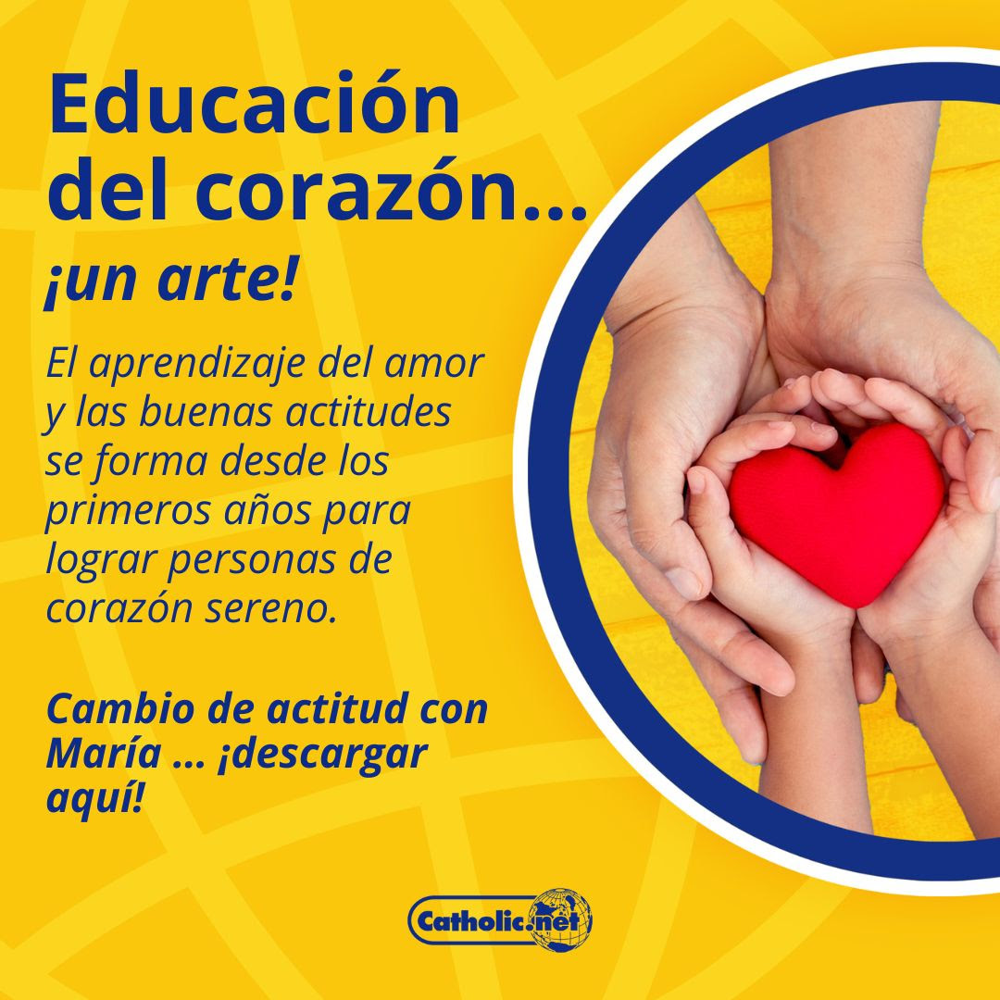 Educación
del corazón...
¡un arte!
El aprendizaje del amor
y las buenas actitudes
se forma desde los
primeros años para
lograr personas de
corazón sereno.
Cambio de actitud con
María ... ¡descargar
aquí!
Catholic.net